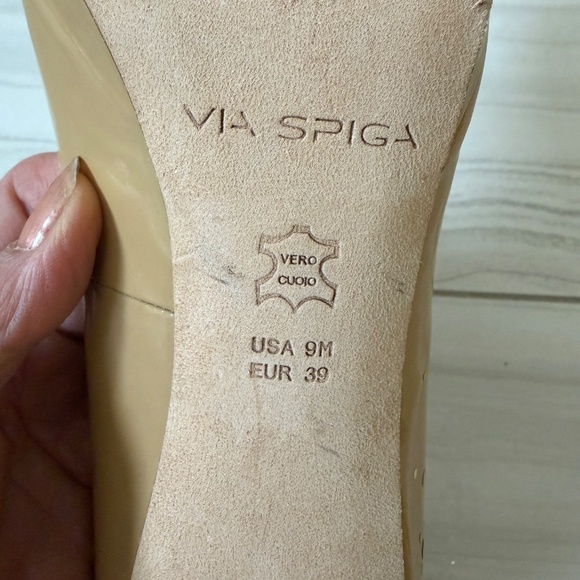 VIA SPIGA
VERO
CUOIO
USA 9M
EUR 39